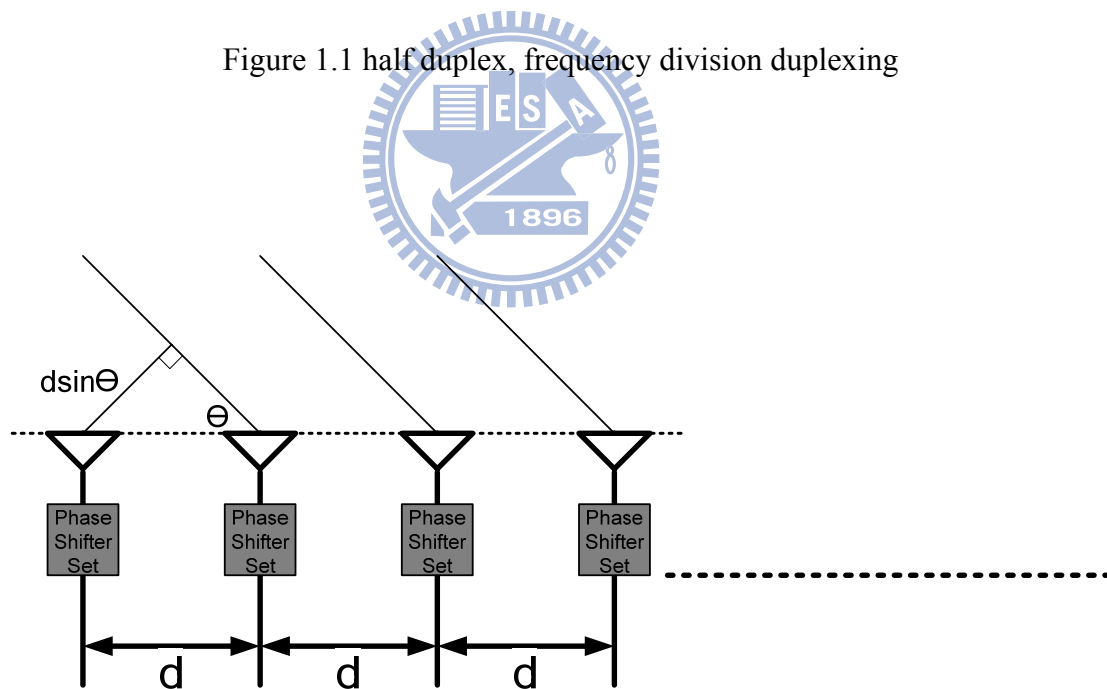 Figure 1.1 half duplex, frequency division duplexing
ESA
1896
dsinΘ
Θ
Phase
Shifter
Set
Phase
Shifter
Set
Phase
Shifter
Set
Phase
Shifter
Set
d
d
d